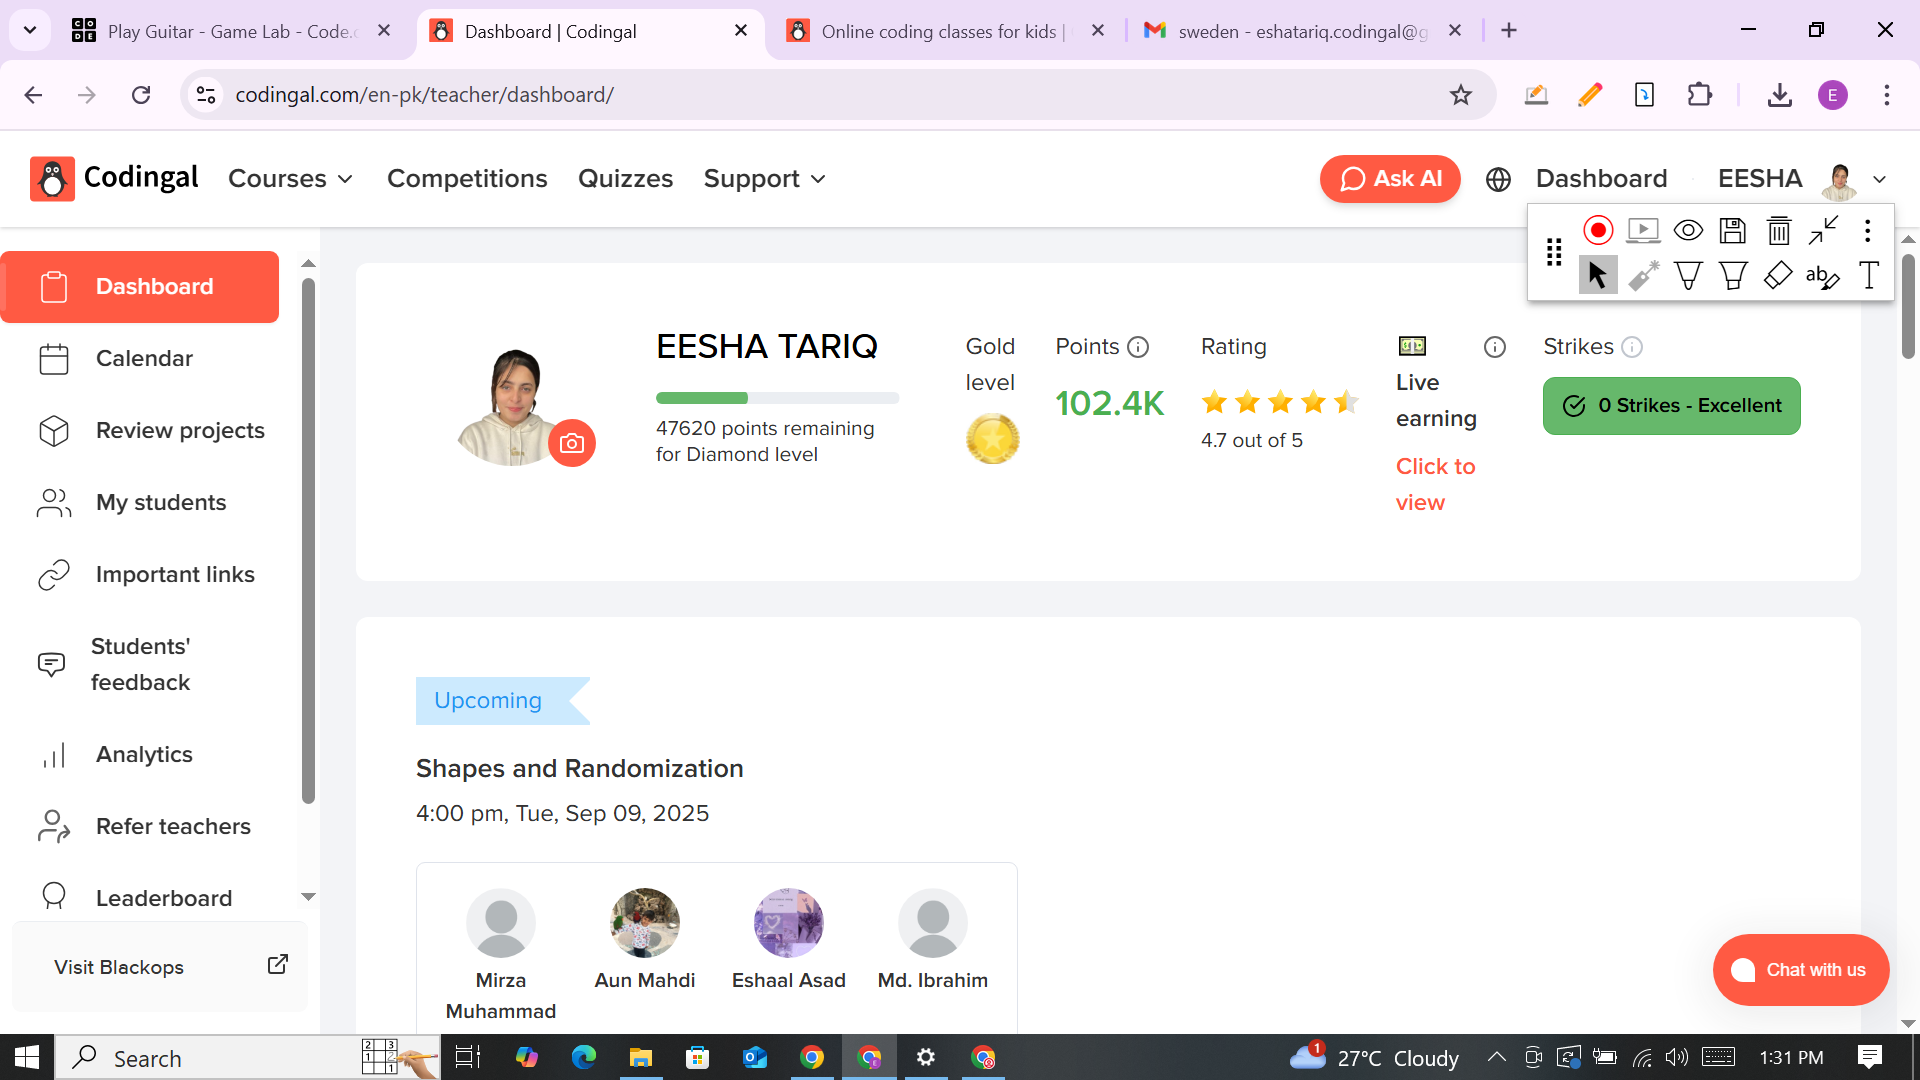 Play Guitar - Game Lab - Code.
Dashboard | Codingal
Online coding classes for kids |
sweden - eshatariq.codingal@g
codingal.com/en-pk/teacher/dashboard/
E
Codingal
Courses
Competitions
Quizzes
Support
Ask AI
Dashboard
EESHA
ab
T
Dashboard
Calendar
Review projects
My students
Important links
Students'
feedback
Analytics
Refer teachers
Leaderboard
Visit Blackops
EESHA TARIQ
47620 points remaining
for Diamond level
Gold
level
Points
102.4K
Rating
4.7 out of 5
Live
earning
Click to
view
Strikes
0 Strikes - Excellent
Upcoming
Shapes and Randomization
4:00 pm, Tue, Sep 09, 2025
Mirza
Muhammad
Aun Mahdi
Eshaal Asad
Md. Ibrahim
Chat with us
Search
1
27°C Cloudy
1:31 PM